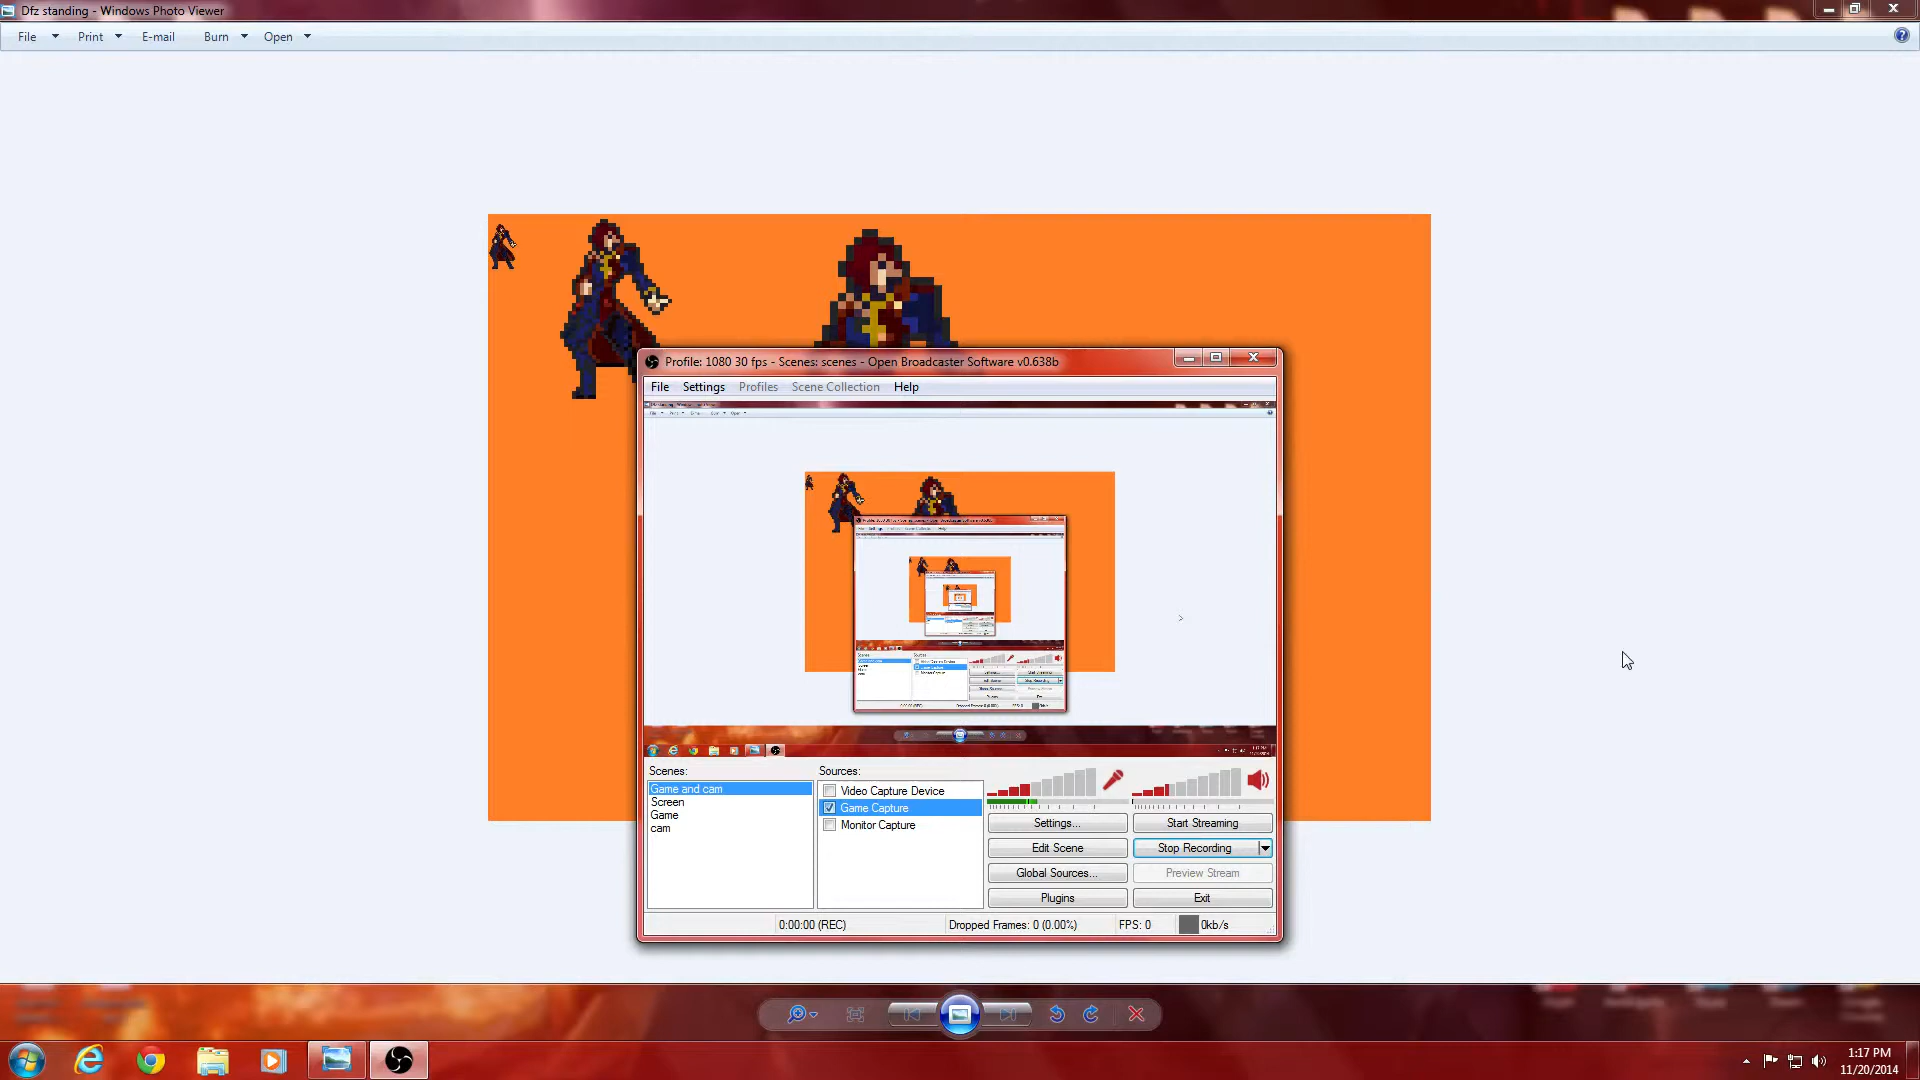 Dfz standing - Windows Photo Viewer
File Print E-mail Burn Open
Profile: 1080 30 fps - Scenes: scenes - Open Broadcaster Software v0.638b
File Settings Profiles Scene Collection Help
Scenes:
Game and cam
Screen
Game
cam
Sources:
Video Capture Device
Game Capture
Monitor Capture
Settings... Start Streaming
Edit Scene Stop Recording
Global Sources... Preview Stream
Plugins Exit
0:00:00 (REC) Dropped Frames: 0 (0.00%) FPS: 0 0kb/s
1:17 PM
11/20/2014